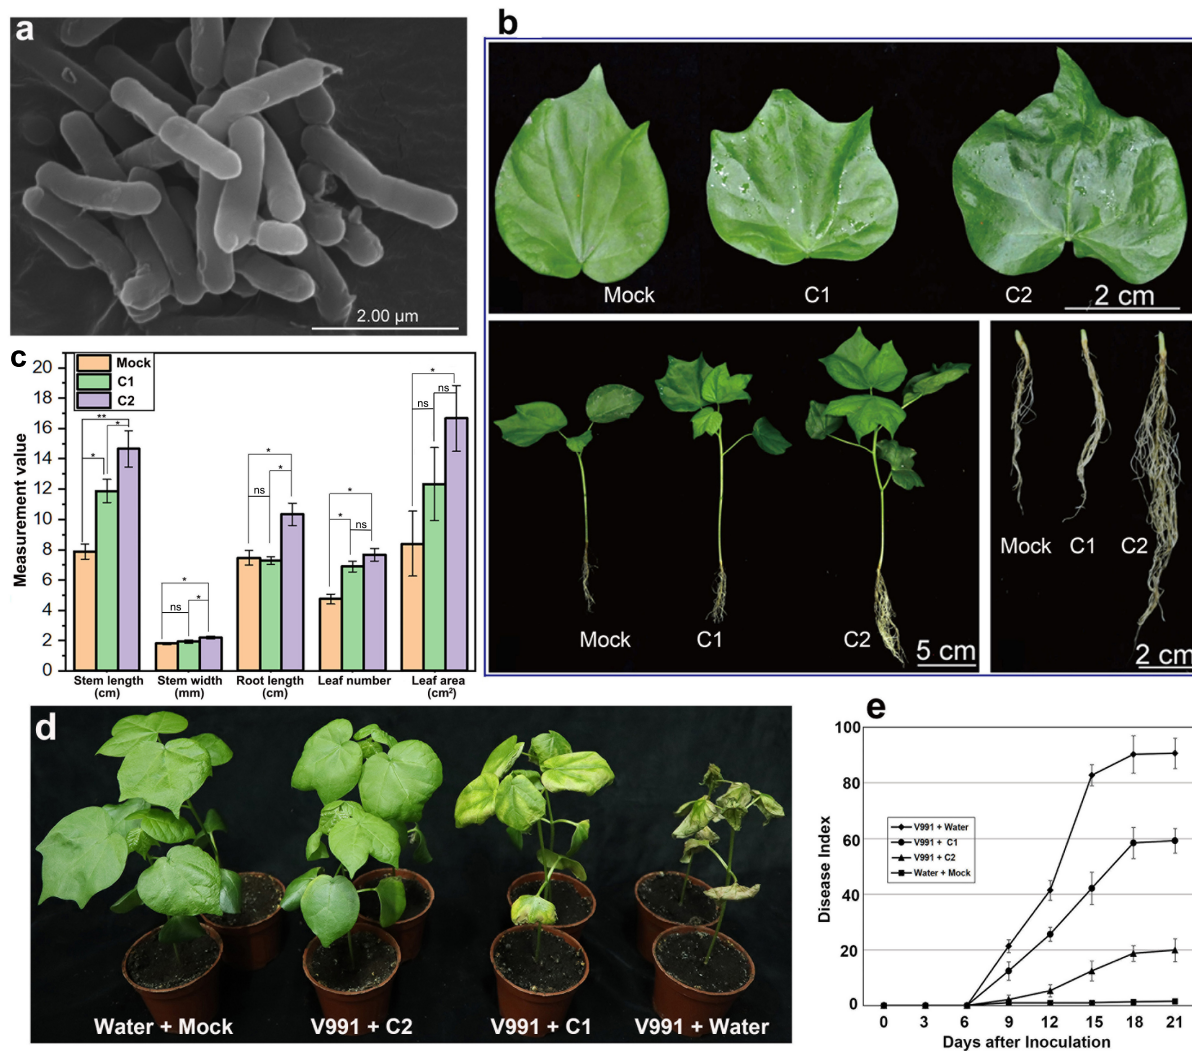 a
2.00 µm
b
Mock
C1
C2
2 cm
Mock
C1
C2
5 cm
Mock
C1
C2
2 cm
c
Mock
C1
C2
Measurement value
20
18
16
14
12
10
8
6
4
2
0
**
*
*
*
ns
*
*
ns
*
*
*
ns
*
ns
ns
Stem length
(cm)
Stem width
(mm)
Root length
(cm)
Leaf number
Leaf area
(cm²)
d
Water + Mock
V991 + C2
V991 + C1
V991 + Water
e
Disease Index
100
80
60
40
20
0
V991 + Water
V991 + C1
V991 + C2
Water + Mock
0 3 6 9 12 15 18 21
Days after Inoculation